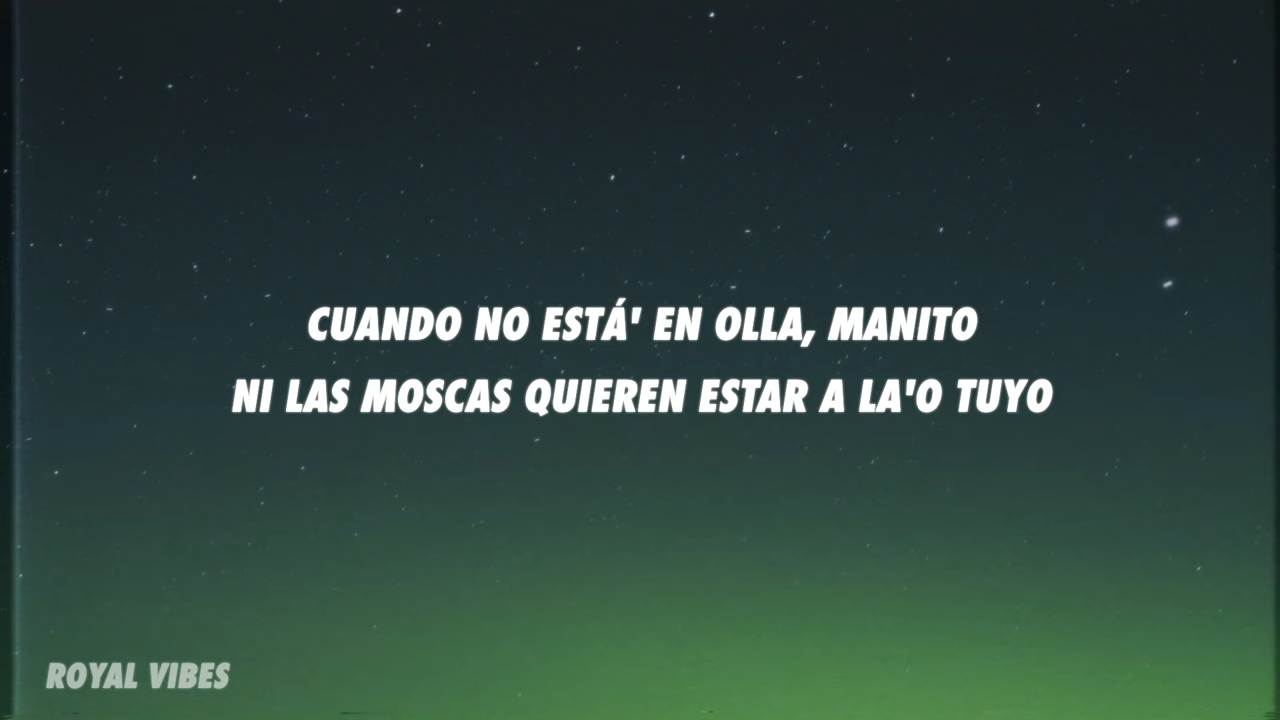 CUANDO NO ESTÁ' EN OLLA, MANITO
NI LAS MOSCAS QUIEREN ESTAR A LA'O TUYO
ROYAL VIBES